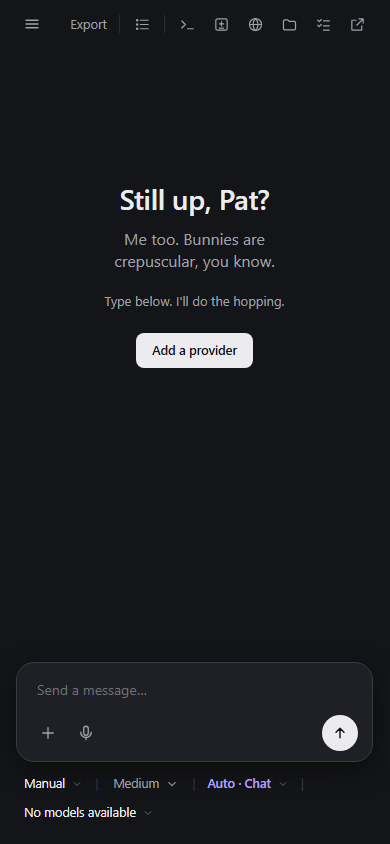 Export
Still up, Pat?
Me too. Bunnies are
crepuscular, you know.
Type below. I'll do the hopping.
Add a provider
Send a message...
Manual Medium Auto · Chat
No models available